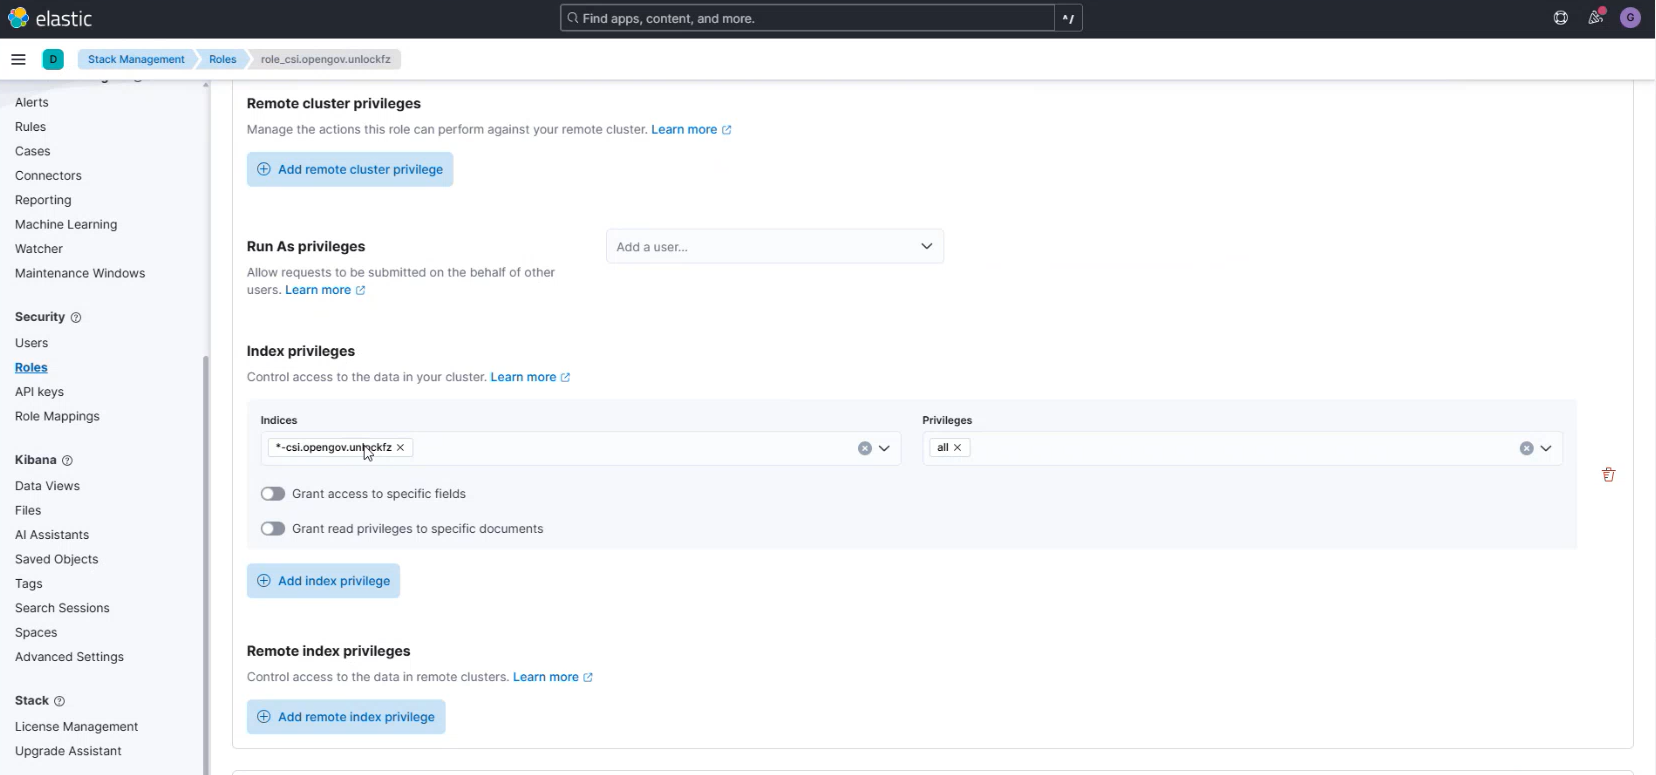 elastic
Find apps, content, and more.
^/
G
D
Stack Management
Roles
role_csi.opengov.unlockfz
Alerts
Rules
Cases
Connectors
Reporting
Machine Learning
Watcher
Maintenance Windows
Security
Users
Roles
API keys
Role Mappings
Kibana
Data Views
Files
AI Assistants
Saved Objects
Tags
Search Sessions
Spaces
Advanced Settings
Stack
License Management
Upgrade Assistant
Remote cluster privileges
Manage the actions this role can perform against your remote cluster. Learn more
Add remote cluster privilege
Run As privileges
Allow requests to be submitted on the behalf of other
users. Learn more
Add a user...
Index privileges
Control access to the data in your cluster. Learn more
Indices
*-csi.opengov.unlockfz
Privileges
all
Grant access to specific fields
Grant read privileges to specific documents
Add index privilege
Remote index privileges
Control access to the data in remote clusters. Learn more
Add remote index privilege